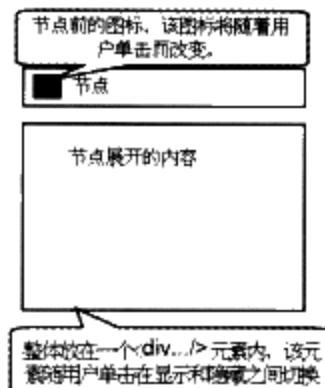 节点前的图标，该图标将随着用
户单击而改变。
节点
节点展开的内容
整体放在一个<div.../>元素内，该元
素随用户单击在显示和隐藏之间切换